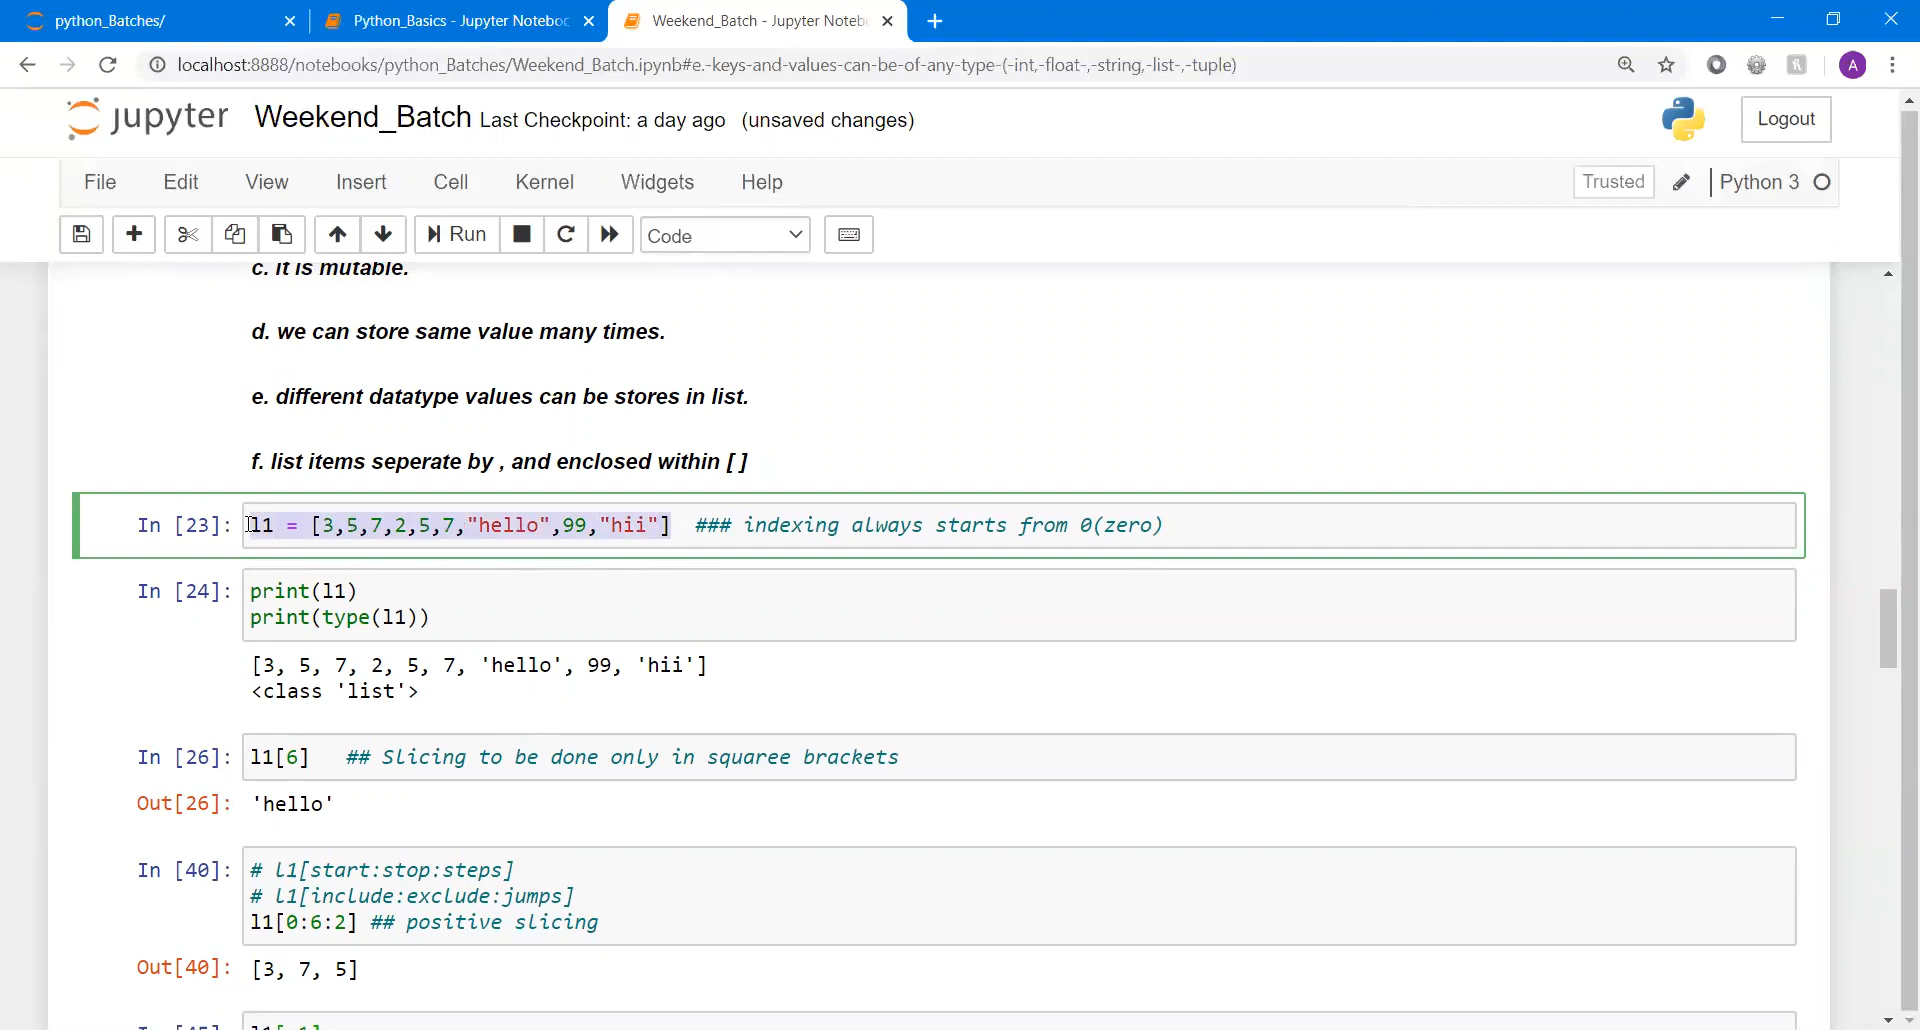 python_Batches/
Python_Basics - Jupyter Noteboo
Weekend_Batch - Jupyter Noteb
localhost:8888/notebooks/python_Batches/Weekend_Batch.ipynb#e.-keys-and-values-can-be-of-any-type-(-int,-float-,-string,-list-,-tuple)
A
jupyter Weekend_Batch Last Checkpoint: a day ago (unsaved changes)
Logout
File Edit View Insert Cell Kernel Widgets Help
Trusted Python 3
Run Code
c. it is mutable.
d. we can store same value many times.
e. different datatype values can be stores in list.
f. list items seperate by , and enclosed within [ ]
In [23]: l1 = [3,5,7,2,5,7,"hello",99,"hii"] ### indexing always starts from 0(zero)
In [24]: print(l1)
print(type(l1))
[3, 5, 7, 2, 5, 7, 'hello', 99, 'hii']
<class 'list'>
In [26]: l1[6] ## Slicing to be done only in squaree brackets
Out[26]: 'hello'
In [40]: # l1[start:stop:steps]
# l1[include:exclude:jumps]
l1[0:6:2] ## positive slicing
Out[40]: [3, 7, 5]